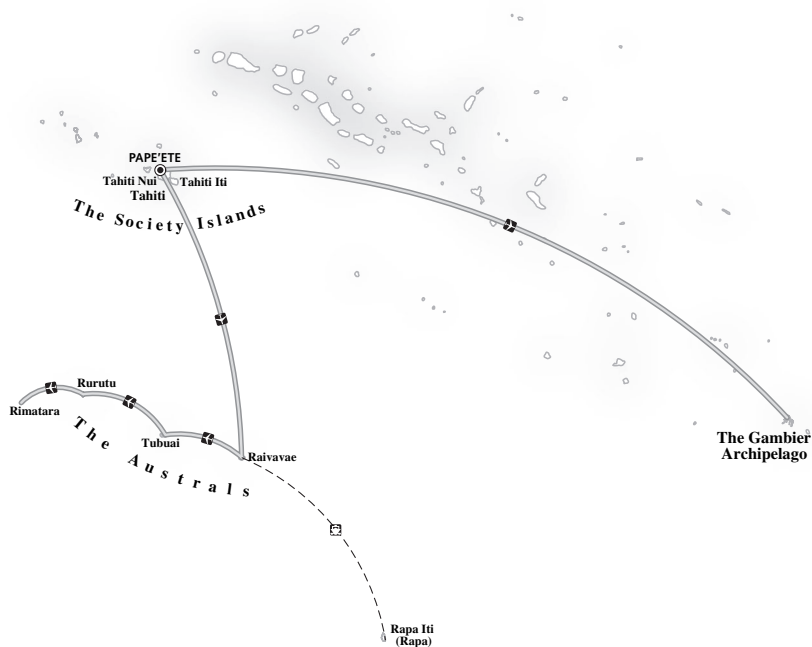 PAPE'ETE
Tahiti Nui
Tahiti Iti
Tahiti
The Society Islands
Rurutu
Rimatara
The Australs
Tubuai
Raivavae
The Gambier
Archipelago
Rapa Iti
(Rapa)